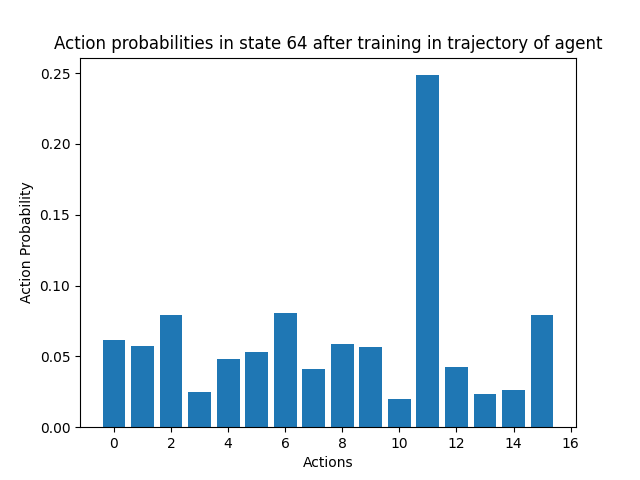 Action probabilities in state 64 after training in trajectory of agent
0.25
0.20
0.15
0.10
0.05
0.00
Action Probability
0 2 4 6 8 10 12 14 16
Actions